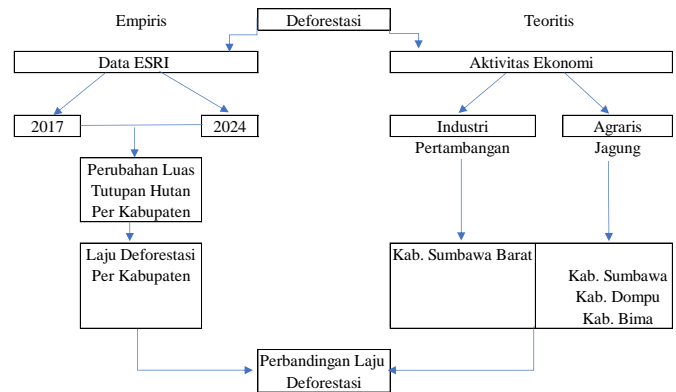 Empiris
Deforestasi
Teoritis
Data ESRI
Aktivitas Ekonomi
2017
2024
Industri
Pertambangan
Agraris
Jagung
Perubahan Luas
Tutupan Hutan
Per Kabupaten
Laju Deforestasi
Per Kabupaten
Kab. Sumbawa Barat
Kab. Sumbawa
Kab. Dompu
Kab. Bima
Perbandingan Laju
Deforestasi